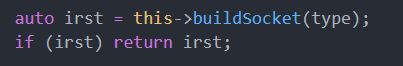 auto irst = this->buildSocket(type);
if (irst) return irst;